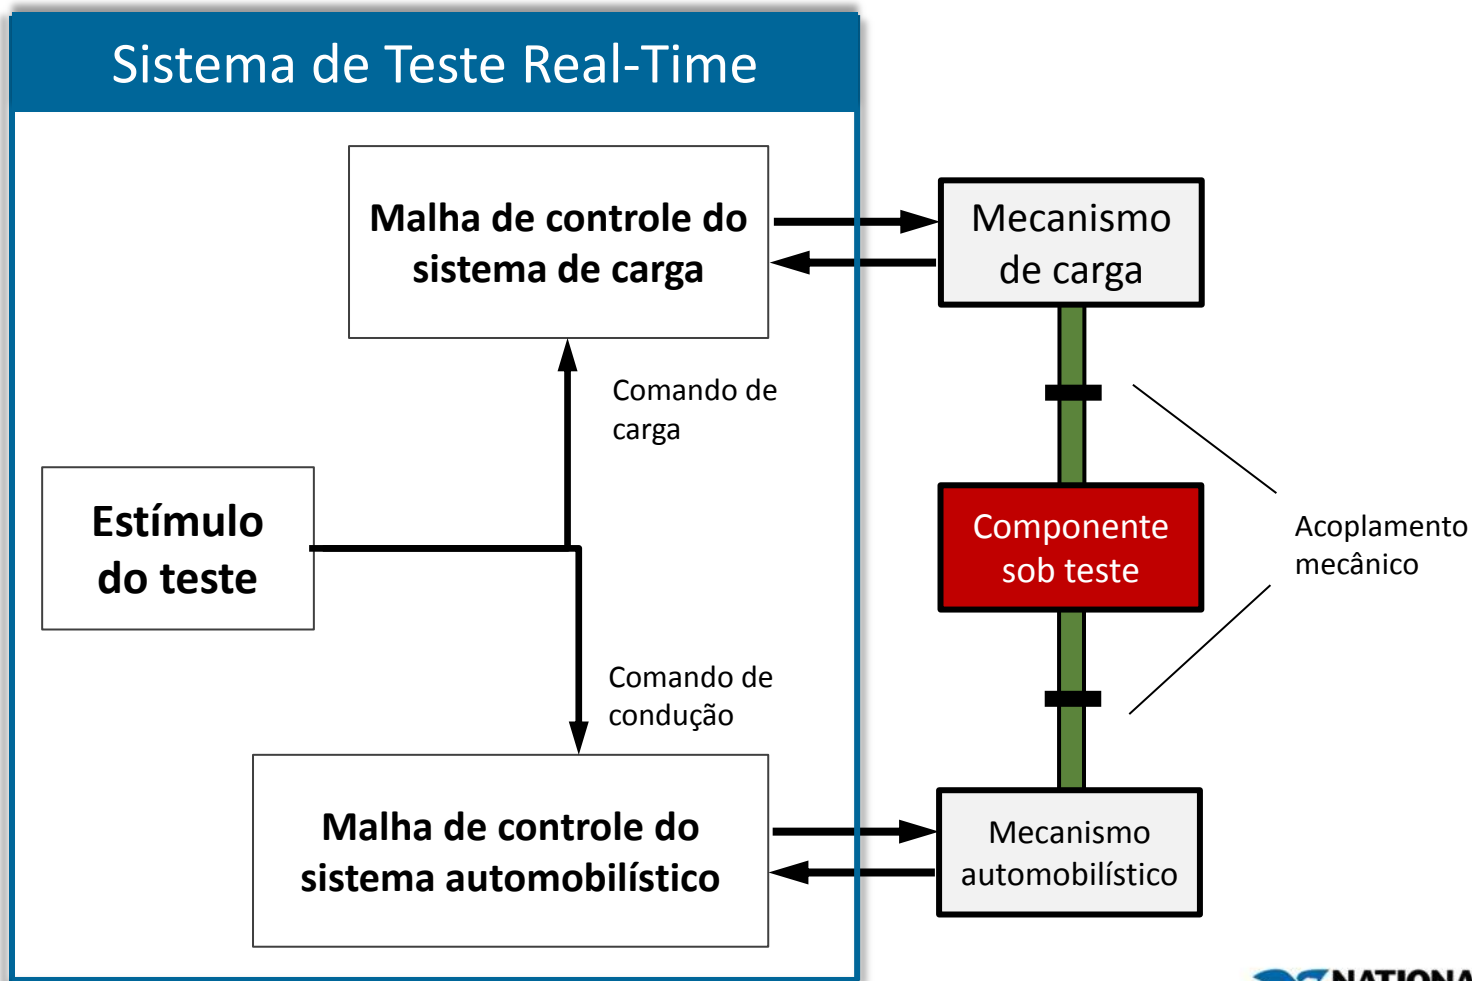 Sistema de Teste Real-Time
Malha de controle do
sistema de carga
Mecanismo
de carga
Comando de
carga
Estímulo
do teste
Componente
sob teste
Acoplamento
mecânico
Comando de
condução
Malha de controle do
sistema automobilístico
Mecanismo
automobilístico